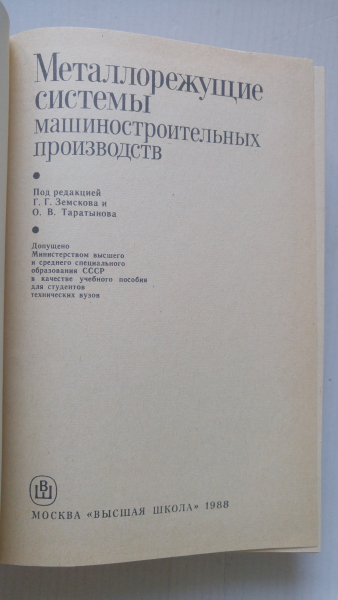 Металлорежущие
системы
машиностроительных
производств
Под редакцией
Г. Г. Земскова и
О. В. Таратынова
Допущено
Министерством высшего
и среднего специального
образования СССР
в качестве учебного пособия
для студентов
технических вузов
ВШ
МОСКВА «ВЫСШАЯ ШКОЛА» 1988